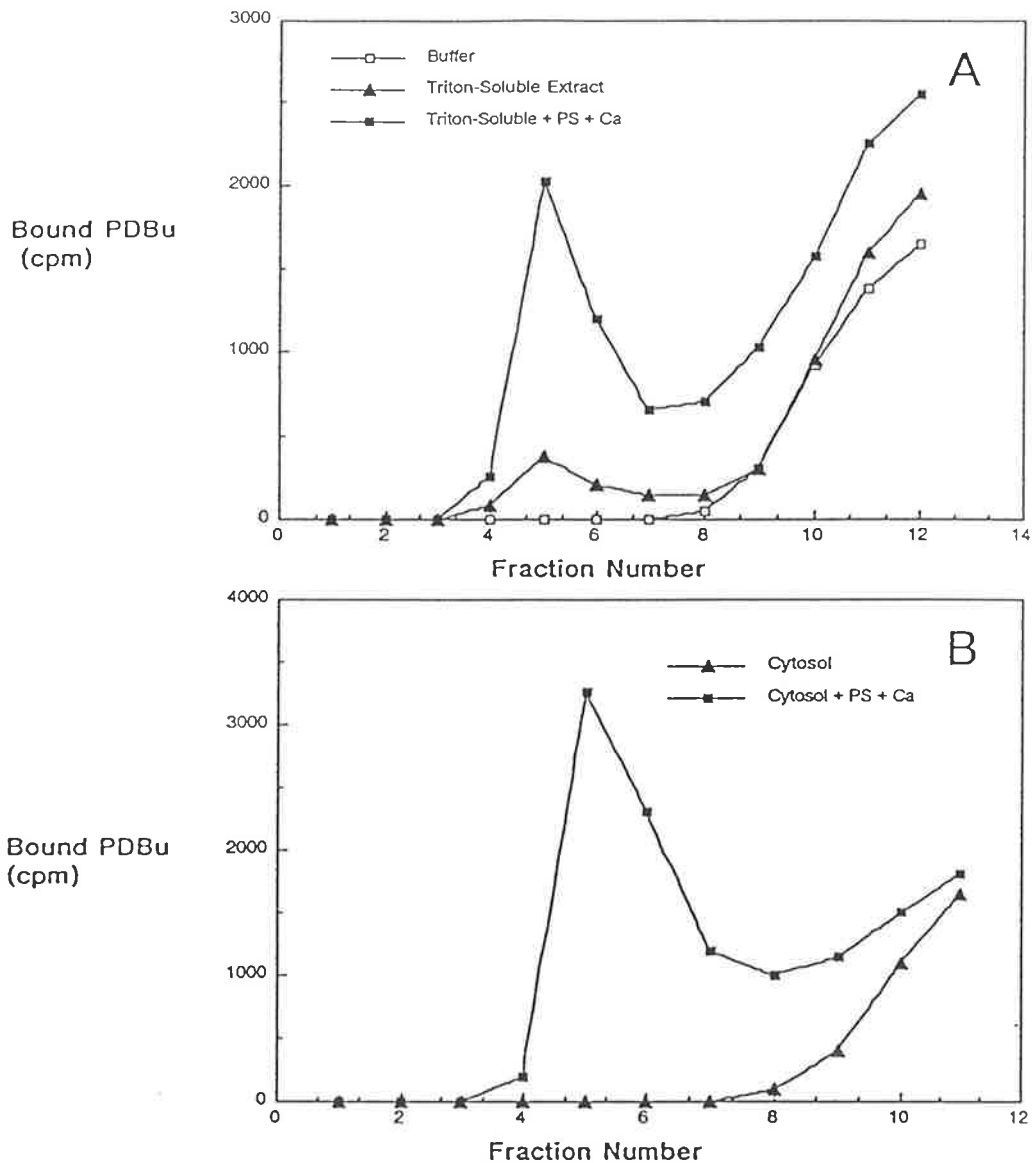 3000
A
Buffer
Triton-Soluble Extract
Triton-Soluble + PS + Ca
2000
Bound PDBu
(cpm)
1000
0
0 2 4 6 8 10 12 14
Fraction Number
4000
B
Cytosol
Cytosol + PS + Ca
3000
Bound PDBu
(cpm)
2000
1000
0
0 2 4 6 8 10 12
Fraction Number